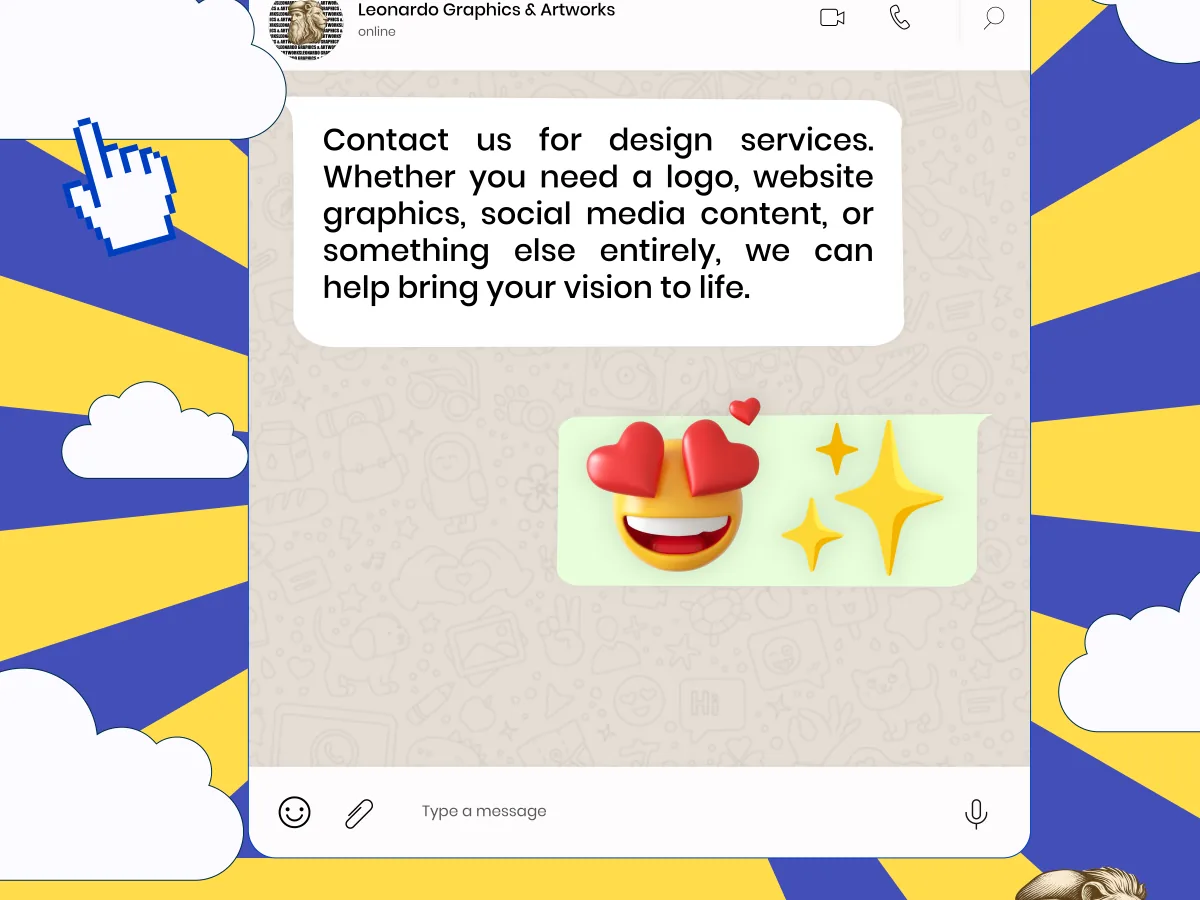 Leonardo Graphics & Artworks
online
Contact us for design services.
Whether you need a logo, website
graphics, social media content, or
something else entirely, we can
help bring your vision to life.
Hi
Type a message